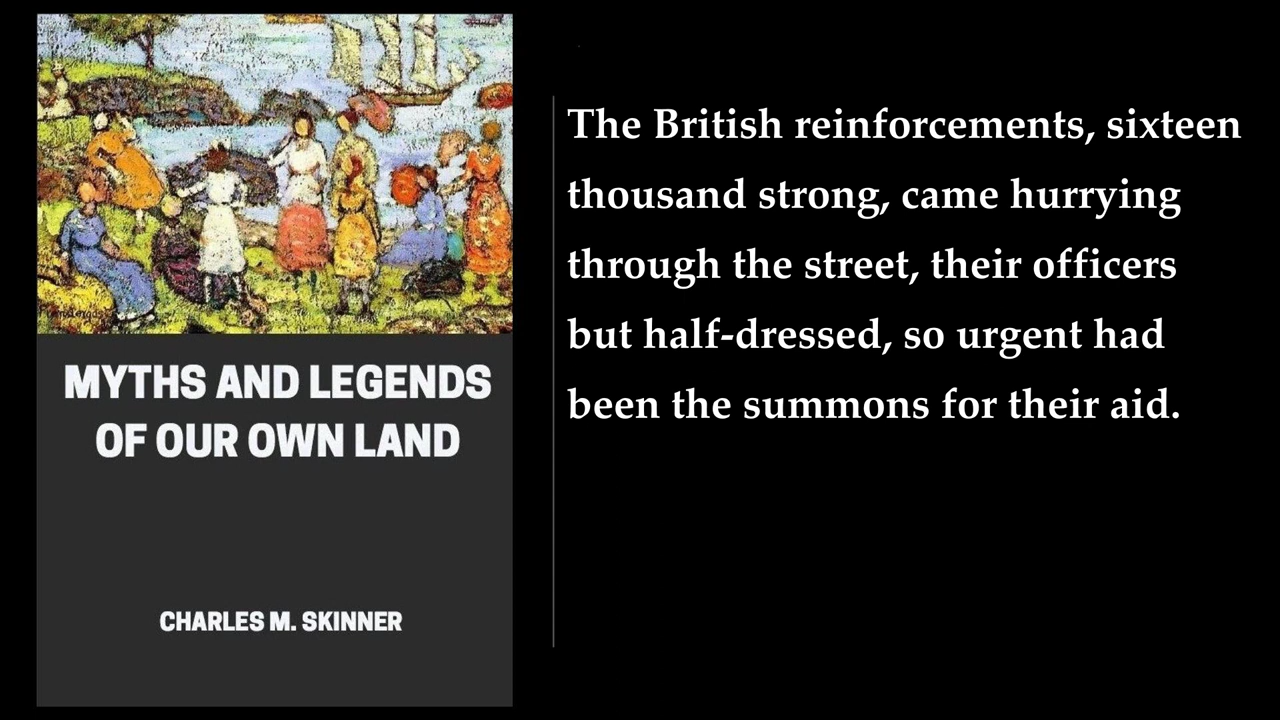 MYTHS AND LEGENDS
OF OUR OWN LAND
CHARLES M. SKINNER
The British reinforcements, sixteen
thousand strong, came hurrying
through the street, their officers
but half-dressed, so urgent had
been the summons for their aid.